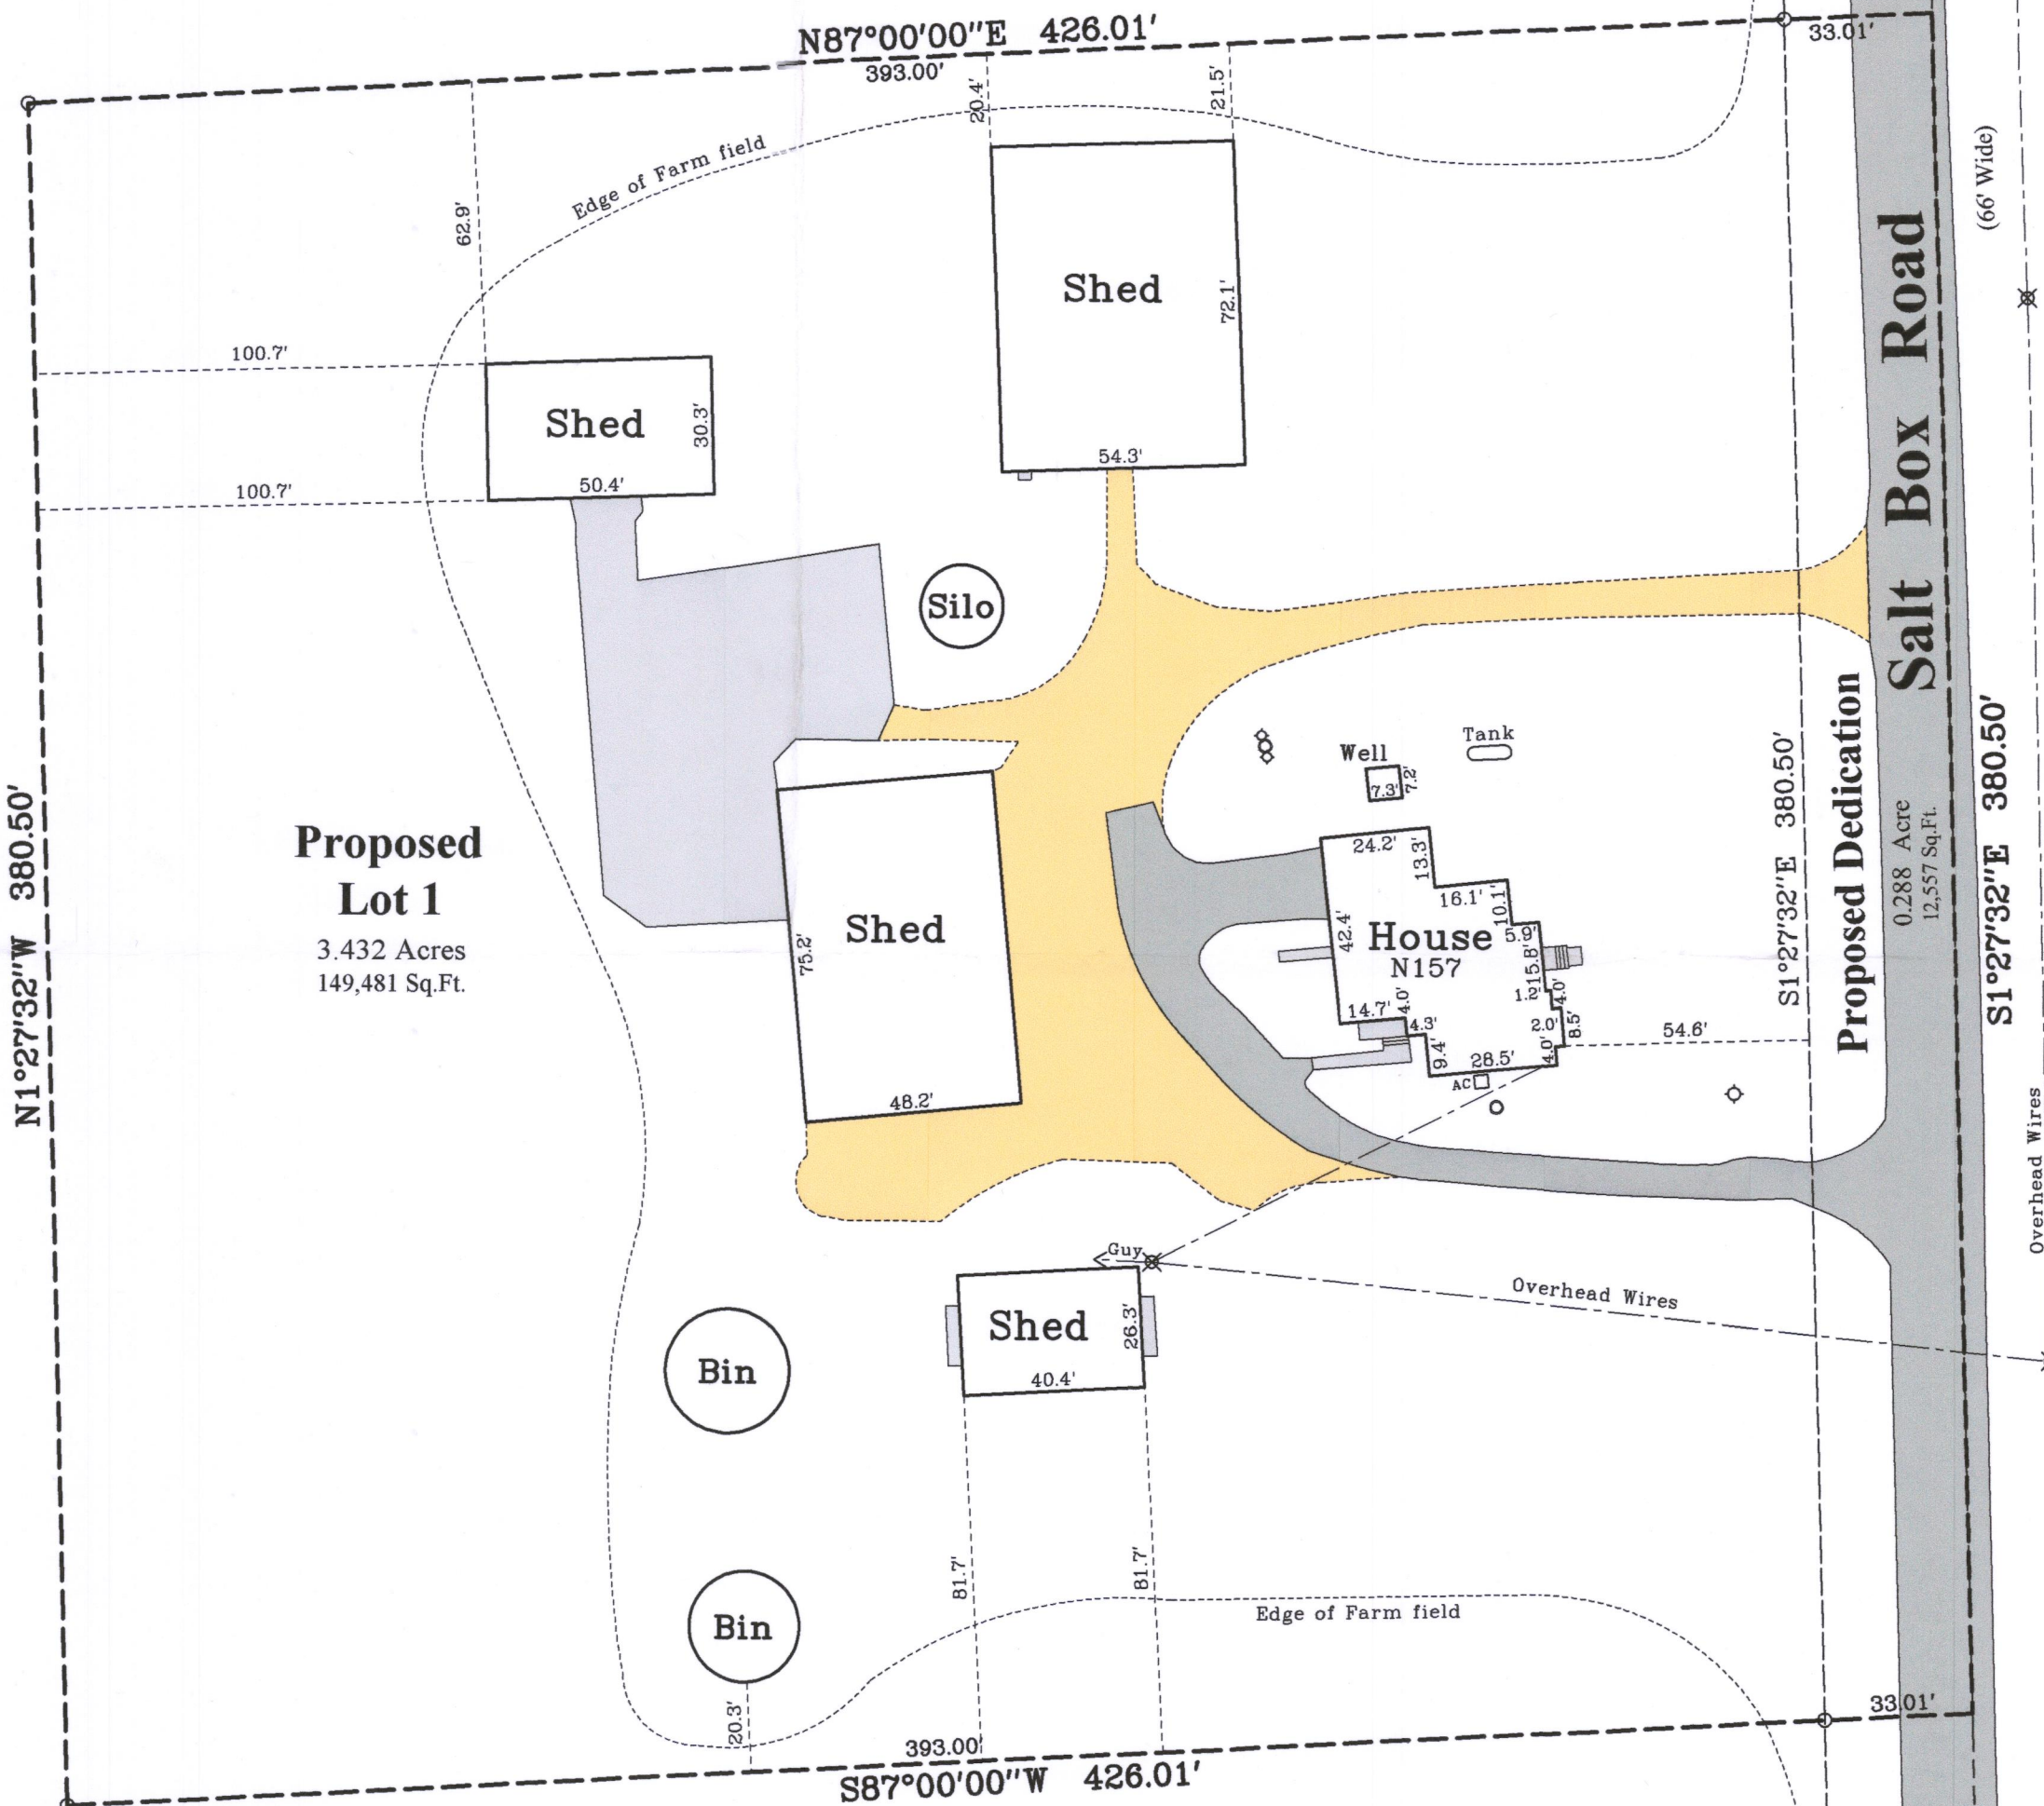 N87°00'00"E 426.01'
393.00'
33.01'
20.4'
21.5'
(66' Wide)
Edge of Farm field
62.9'
Shed
72.1'
54.3'
100.7'
Shed
30.3'
50.4'
100.7'
Salt Box Road
Silo
Tank
Well
7.3'
7.2'
N1°27'32"W 380.50'
Proposed
Lot 1
3.432 Acres
149,481 Sq.Ft.
Shed
75.2'
48.2'
24.2'
13.3'
16.1'
10.1'
5.9'
42.4'
House
N157
15.8'
1.2'
4.0'
14.7'
4.0'
4.3'
2.0'
8.5'
9.4'
28.5'
4.0'
AC
54.6'
S1°27'32"E 380.50'
Proposed Dedication
0.288 Acre
12,557 Sq.Ft.
S1°27'32"E 380.50'
Overhead Wires
Guy
Overhead Wires
Shed
26.3'
40.4'
Bin
81.7'
81.7'
Bin
Edge of Farm field
20.3'
33.01'
393.00'
S87°00'00"W 426.01'